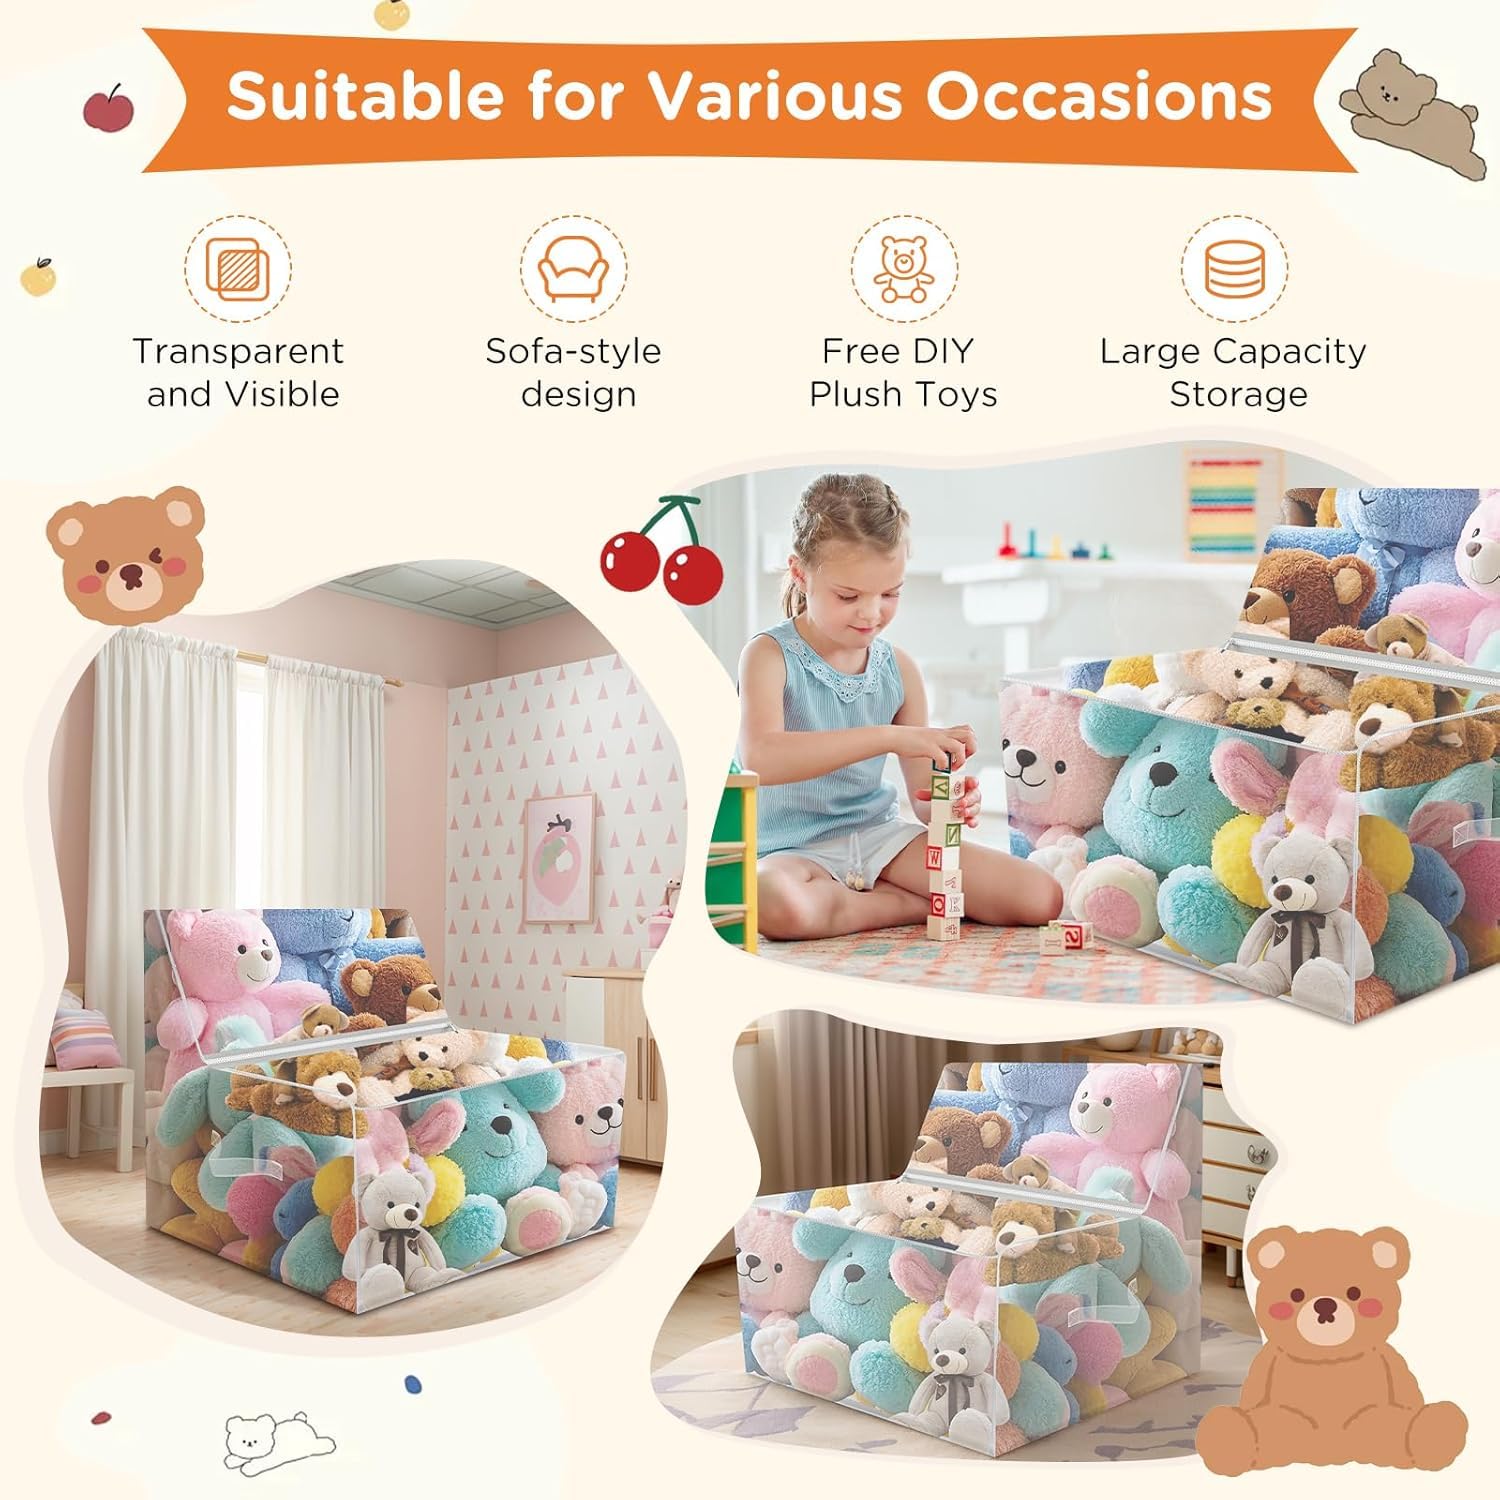 Suitable for Various Occasions
Transparent
and Visible
Sofa-style
design
Free DIY
Plush Toys
Large Capacity
Storage